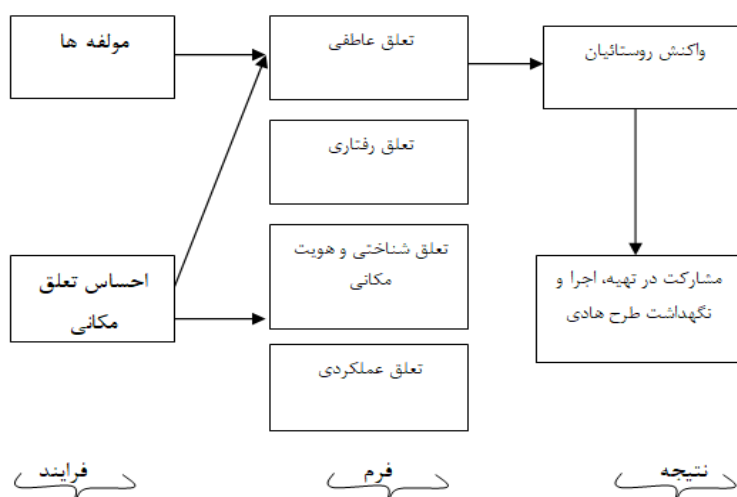 مولفه ها
تعلق عاطفی
واکنش روستائیان
تعلق رفتاری
احساس تعلق
مکانی
تعلق شناختی و هویت
مکانی
مشارکت در تهیه، اجرا و
نگهداشت طرح هادی
تعلق عملکردی
فرایند
فرم
نتیجه